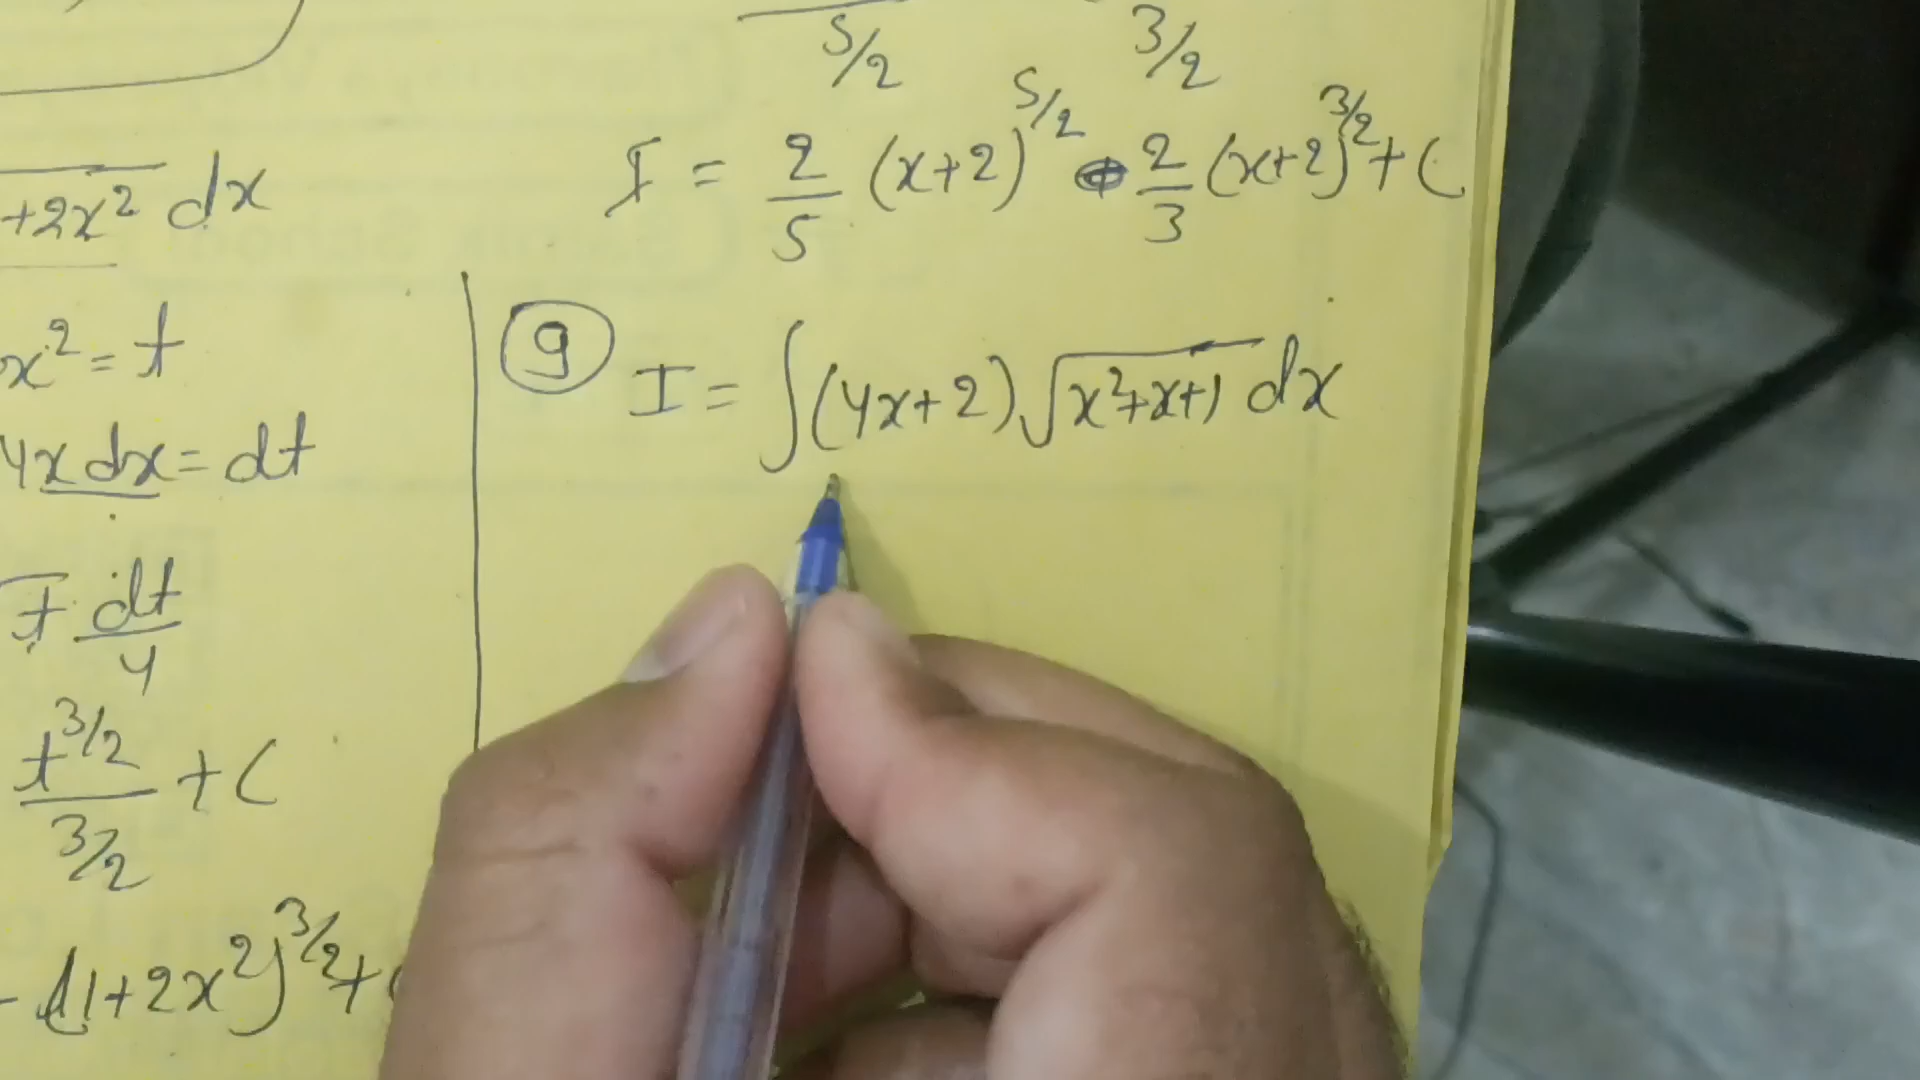 +2x² dx
x² = t
4x dx = dt
√t dt/4
t^3/2 / 3/2 + C
(1+2x²)^3/2 +
5/2 3/2
I = 2/5 (x+2)^5/2 2/3 (x+2)^3/2 + C
9 I = ∫(4x+2)√x²+x+1 dx